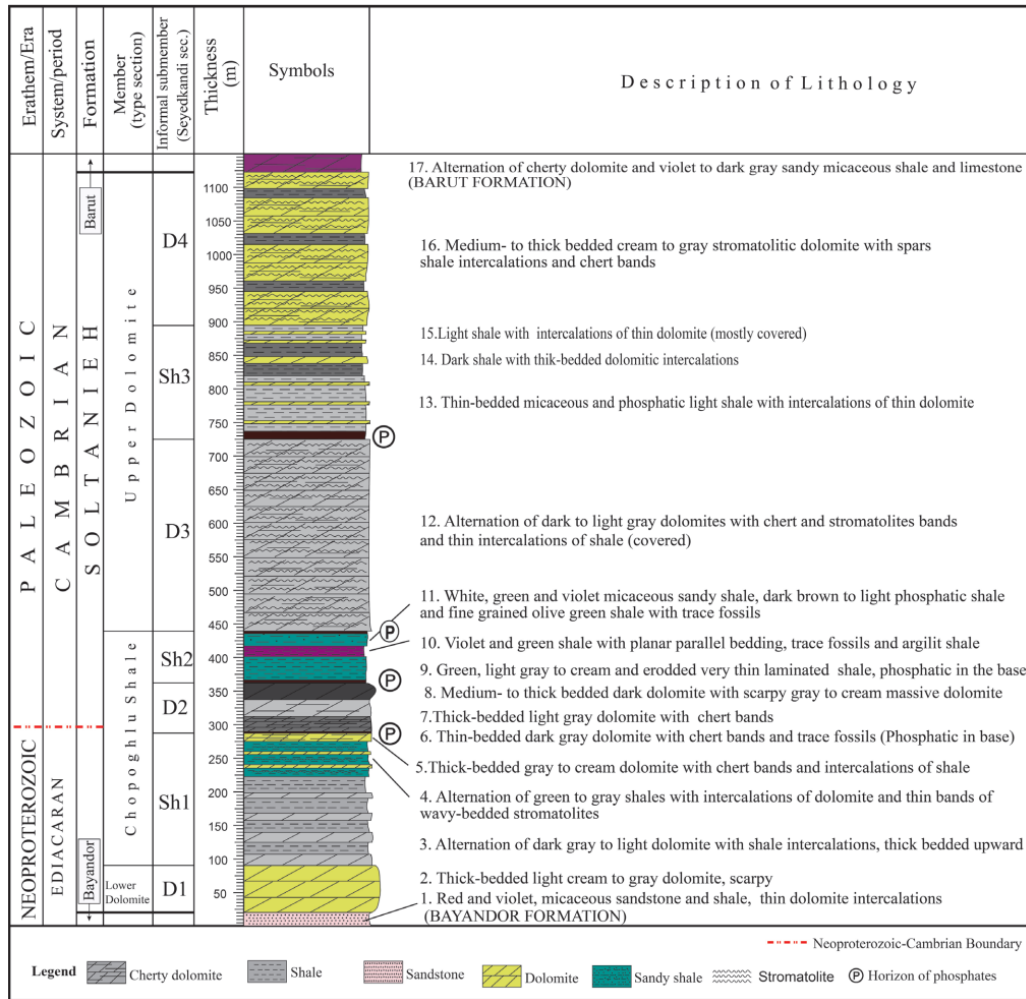 Erathem/Era
System/period
Formation
Member
(type section)
Informal submember
(Seyedkandi sec.)
Thickness
(m)
Symbols
Description of Lithology
PALEOZOIC
NEOPROTEROZOIC
CAMBRIAN
EDIACARAN
Barut
SOLTANIEH
Bayandor
Upper Dolomite
Chopoghlu Shale
Lower
Dolomite
D4
Sh3
D3
Sh2
D2
Sh1
D1
1100
1050
1000
950
900
850
800
750
700
650
600
550
500
450
400
350
300
250
200
150
100
50
P
P
P
P
17. Alternation of cherty dolomite and violet to dark gray sandy micaceous shale and limestone
(BARUT FORMATION)
16. Medium- to thick bedded cream to gray stromatolitic dolomite with spars
shale intercalations and chert bands
15.Light shale with intercalations of thin dolomite (mostly covered)
14. Dark shale with thik-bedded dolomitic intercalations
13. Thin-bedded micaceous and phosphatic light shale with intercalations of thin dolomite
12. Alternation of dark to light gray dolomites with chert and stromatolites bands
and thin intercalations of shale (covered)
11. White, green and violet micaceous sandy shale, dark brown to light phosphatic shale
and fine grained olive green shale with trace fossils
10. Violet and green shale with planar parallel bedding, trace fossils and argilit shale
9. Green, light gray to cream and erodded very thin laminated shale, phosphatic in the base
8. Medium- to thick bedded dark dolomite with scarpy gray to cream massive dolomite
7.Thick-bedded light gray dolomite with chert bands
6. Thin-bedded dark gray dolomite with chert bands and trace fossils (Phosphatic in base)
5.Thick-bedded gray to cream dolomite with chert bands and intercalations of shale
4. Alternation of green to gray shales with intercalations of dolomite and thin bands of
wavy-bedded stromatolites
3. Alternation of dark gray to light dolomite with shale intercalations, thick bedded upward
2. Thick-bedded light cream to gray dolomite, scarpy
1. Red and violet, micaceous sandstone and shale, thin dolomite intercalations
(BAYANDOR FORMATION)
Neoproterozoic-Cambrian Boundary
Legend
Cherty dolomite
Shale
Sandstone
Dolomite
Sandy shale
Stromatolite
P Horizon of phosphates